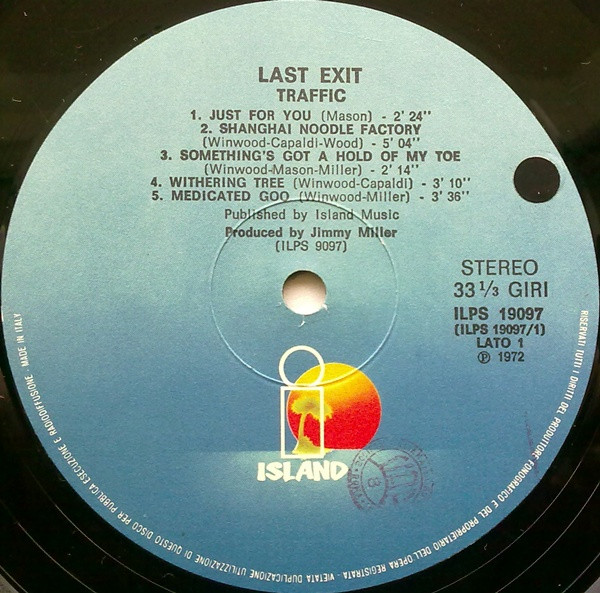 LAST EXIT
TRAFFIC
1. JUST FOR YOU (Mason) - 2' 24"
2. SHANGHAI NOODLE FACTORY
(Winwood-Capaldi-Wood) - 5' 04"
3. SOMETHING'S GOT A HOLD OF MY TOE
(Winwood-Mason-Miller) - 2' 14"
4. WITHERING TREE (Winwood-Capaldi) - 3' 10"
5. MEDICATED GOO (Winwood-Miller) - 3' 36"
Published by Island Music
Produced by Jimmy Miller
(ILPS 9097)
STEREO
33 1/3 GIRI
ILPS 19097
(ILPS 19097/1)
LATO 1
℗ 1972
i
ISLAND
RISERVATI TUTTI I DIRITTI DEL PRODUTTORE FONOGRAFICO E DEL PROPRIETARIO DELL'OPERA REGISTRATA - VIETATA DUPLICAZIONE UTILIZZAZIONE DI QUESTO DISCO PER PUBBLICA ESECUZIONE E RADIODIFFUSIONE MADE IN ITALY